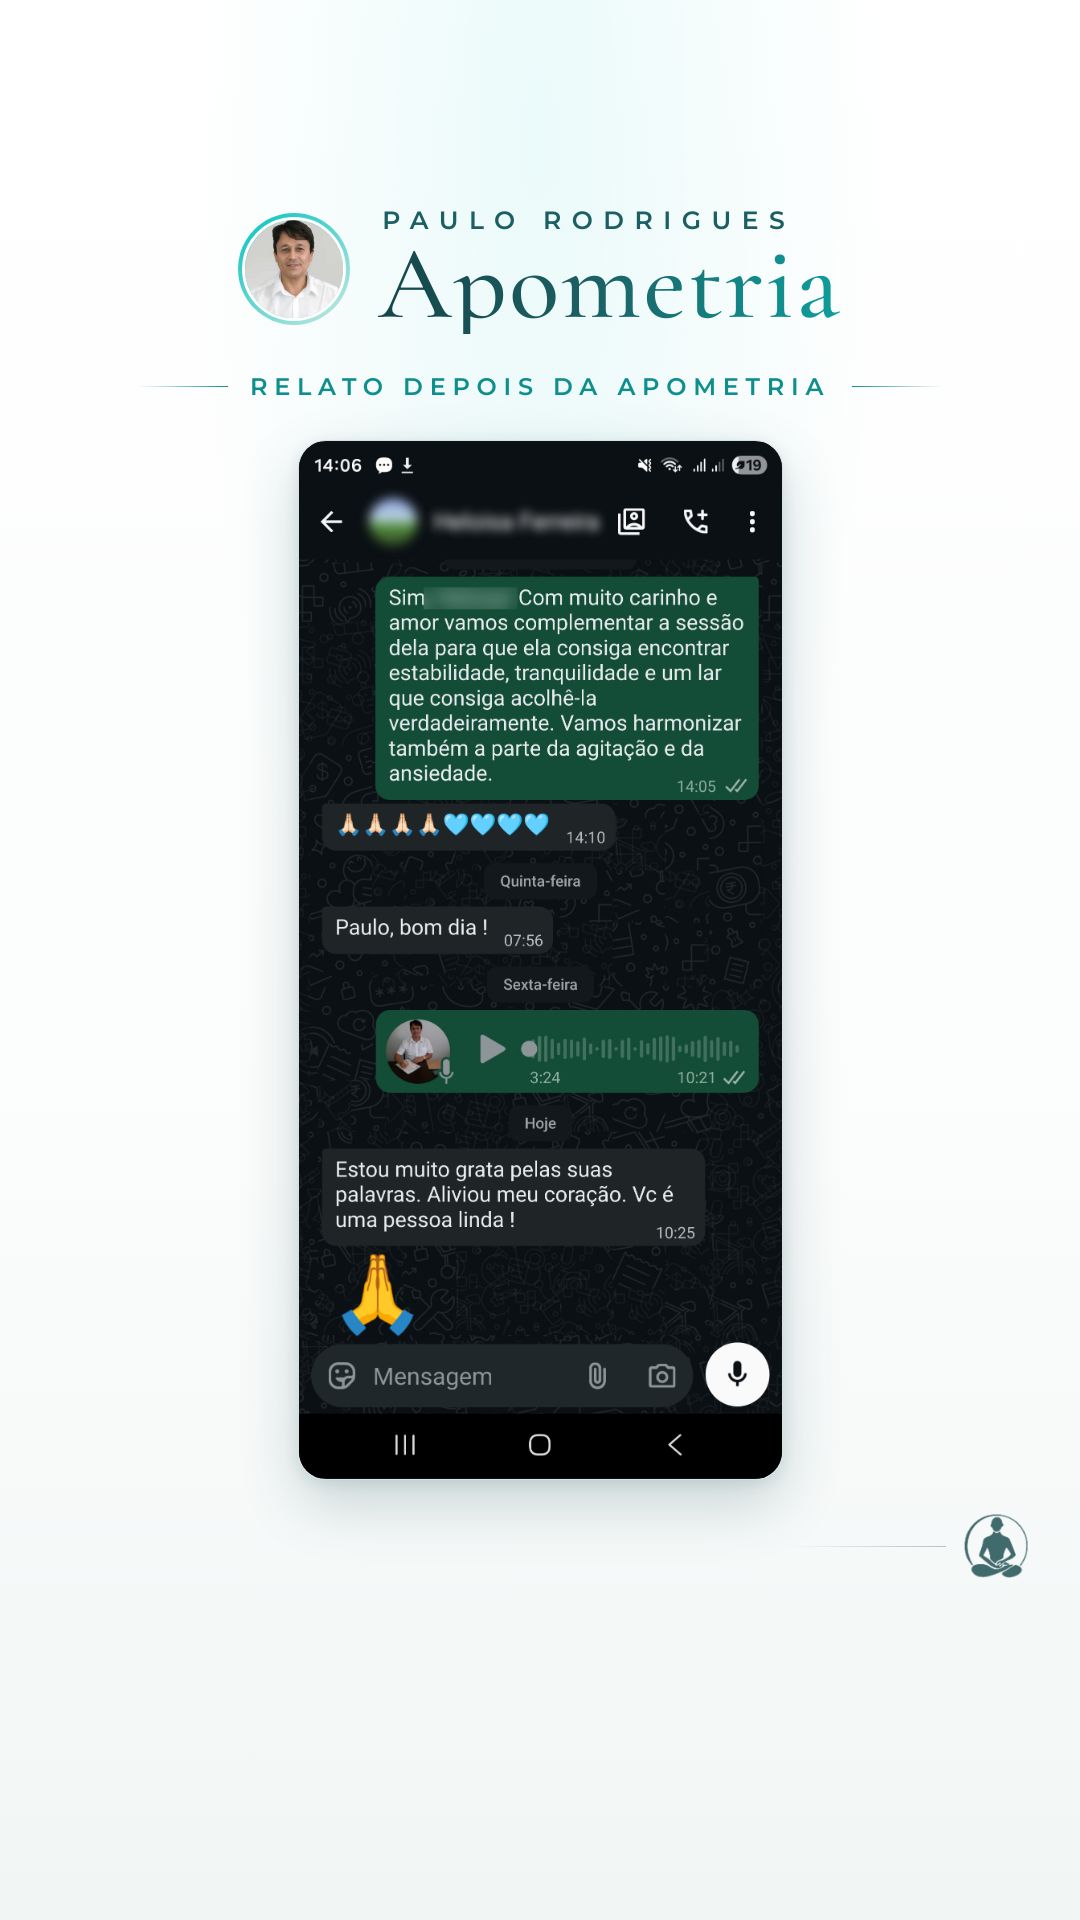 PAULO RODRIGUES
Apometria
RELATO DEPOIS DA APOMETRIA
14:06
19
Sim Com muito carinho e
amor vamos complementar a sessão
dela para que ela consiga encontrar
estabilidade, tranquilidade e um lar
que consiga acolhê-la
verdadeiramente. Vamos harmonizar
também a parte da agitação e da
ansiedade.
14:05
🙏🏻🙏🏻🙏🏻🙏🏻🩵🩵🩵🩵 14:10
Quinta-feira
Paulo, bom dia ! 07:56
Sexta-feira
3:24 10:21
Hoje
Estou muito grata pelas suas
palavras. Aliviou meu coração. Vc é
uma pessoa linda !
10:25
🙏
Mensagem